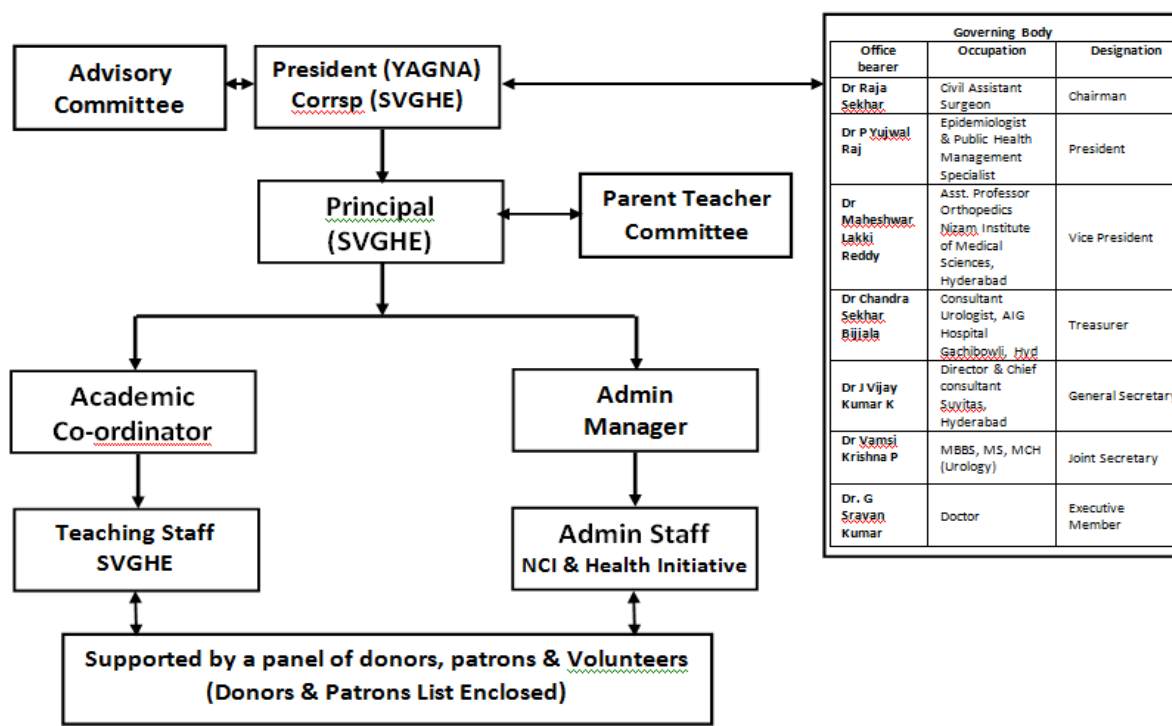 Advisory
Committee
President (YAGNA)
Corrsp (SVGHE)
Principal
(SVGHE)
Parent Teacher
Committee
Academic
Co-ordinator
Admin
Manager
Teaching Staff
SVGHE
Admin Staff
NCI & Health Initiative
Supported by a panel of donors, patrons & Volunteers
(Donors & Patrons List Enclosed)
Governing Body
Office
bearer
Occupation
Designation
Dr Raja
Sekhar
Civil Assistant
Surgeon
Chairman
Dr P Yujwal
Raj
Epidemiologist
& Public Health
Management
Specialist
President
Dr
Maheshwar
Lakki
Reddy
Asst. Professor
Orthopedics
Nizam Institute
of Medical
Sciences,
Hyderabad
Vice President
Dr Chandra
Sekhar
Bijjala
Consultant
Urologist, AIG
Hospital
Gachibowli, Hyd
Treasurer
Dr J Vijay
Kumar K
Director & Chief
consultant
Suvitas,
Hyderabad
General Secretary
Dr Vamsi
Krishna P
MBBS, MS, MCH
(Urology)
Joint Secretary
Dr. G
Sravan
Kumar
Doctor
Executive
Member